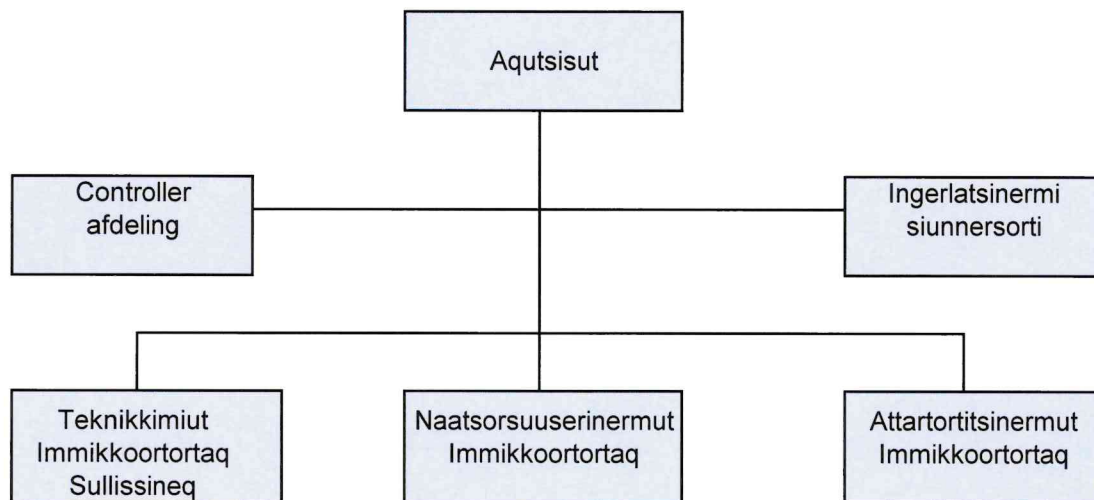 Aqutsisut
Controller
afdeling
Ingerlatsinermi
siunnersorti
Teknikkimiut
Immikkoortortaq
Sullissineq
Naatsorsuuserinermut
Immikkoortortaq
Attartortitsinermut
Immikkoortortaq